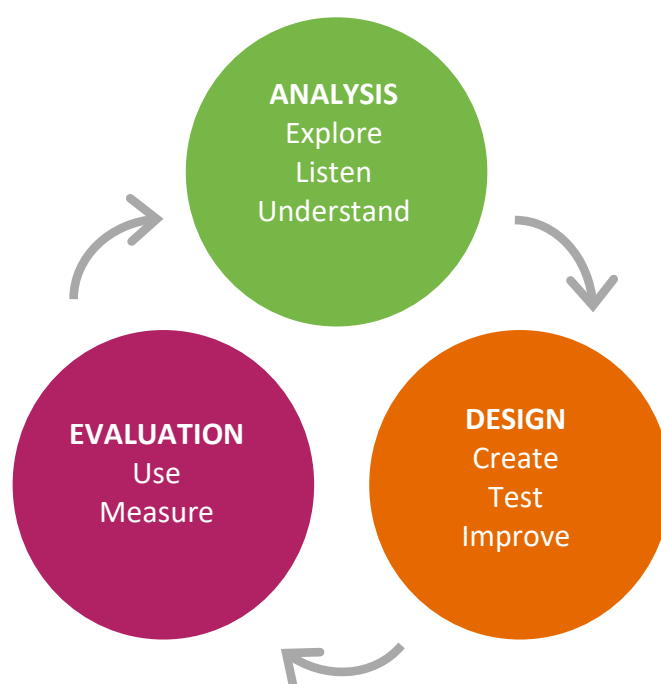 ANALYSIS
Explore
Listen
Understand
EVALUATION
Use
Measure
DESIGN
Create
Test
Improve